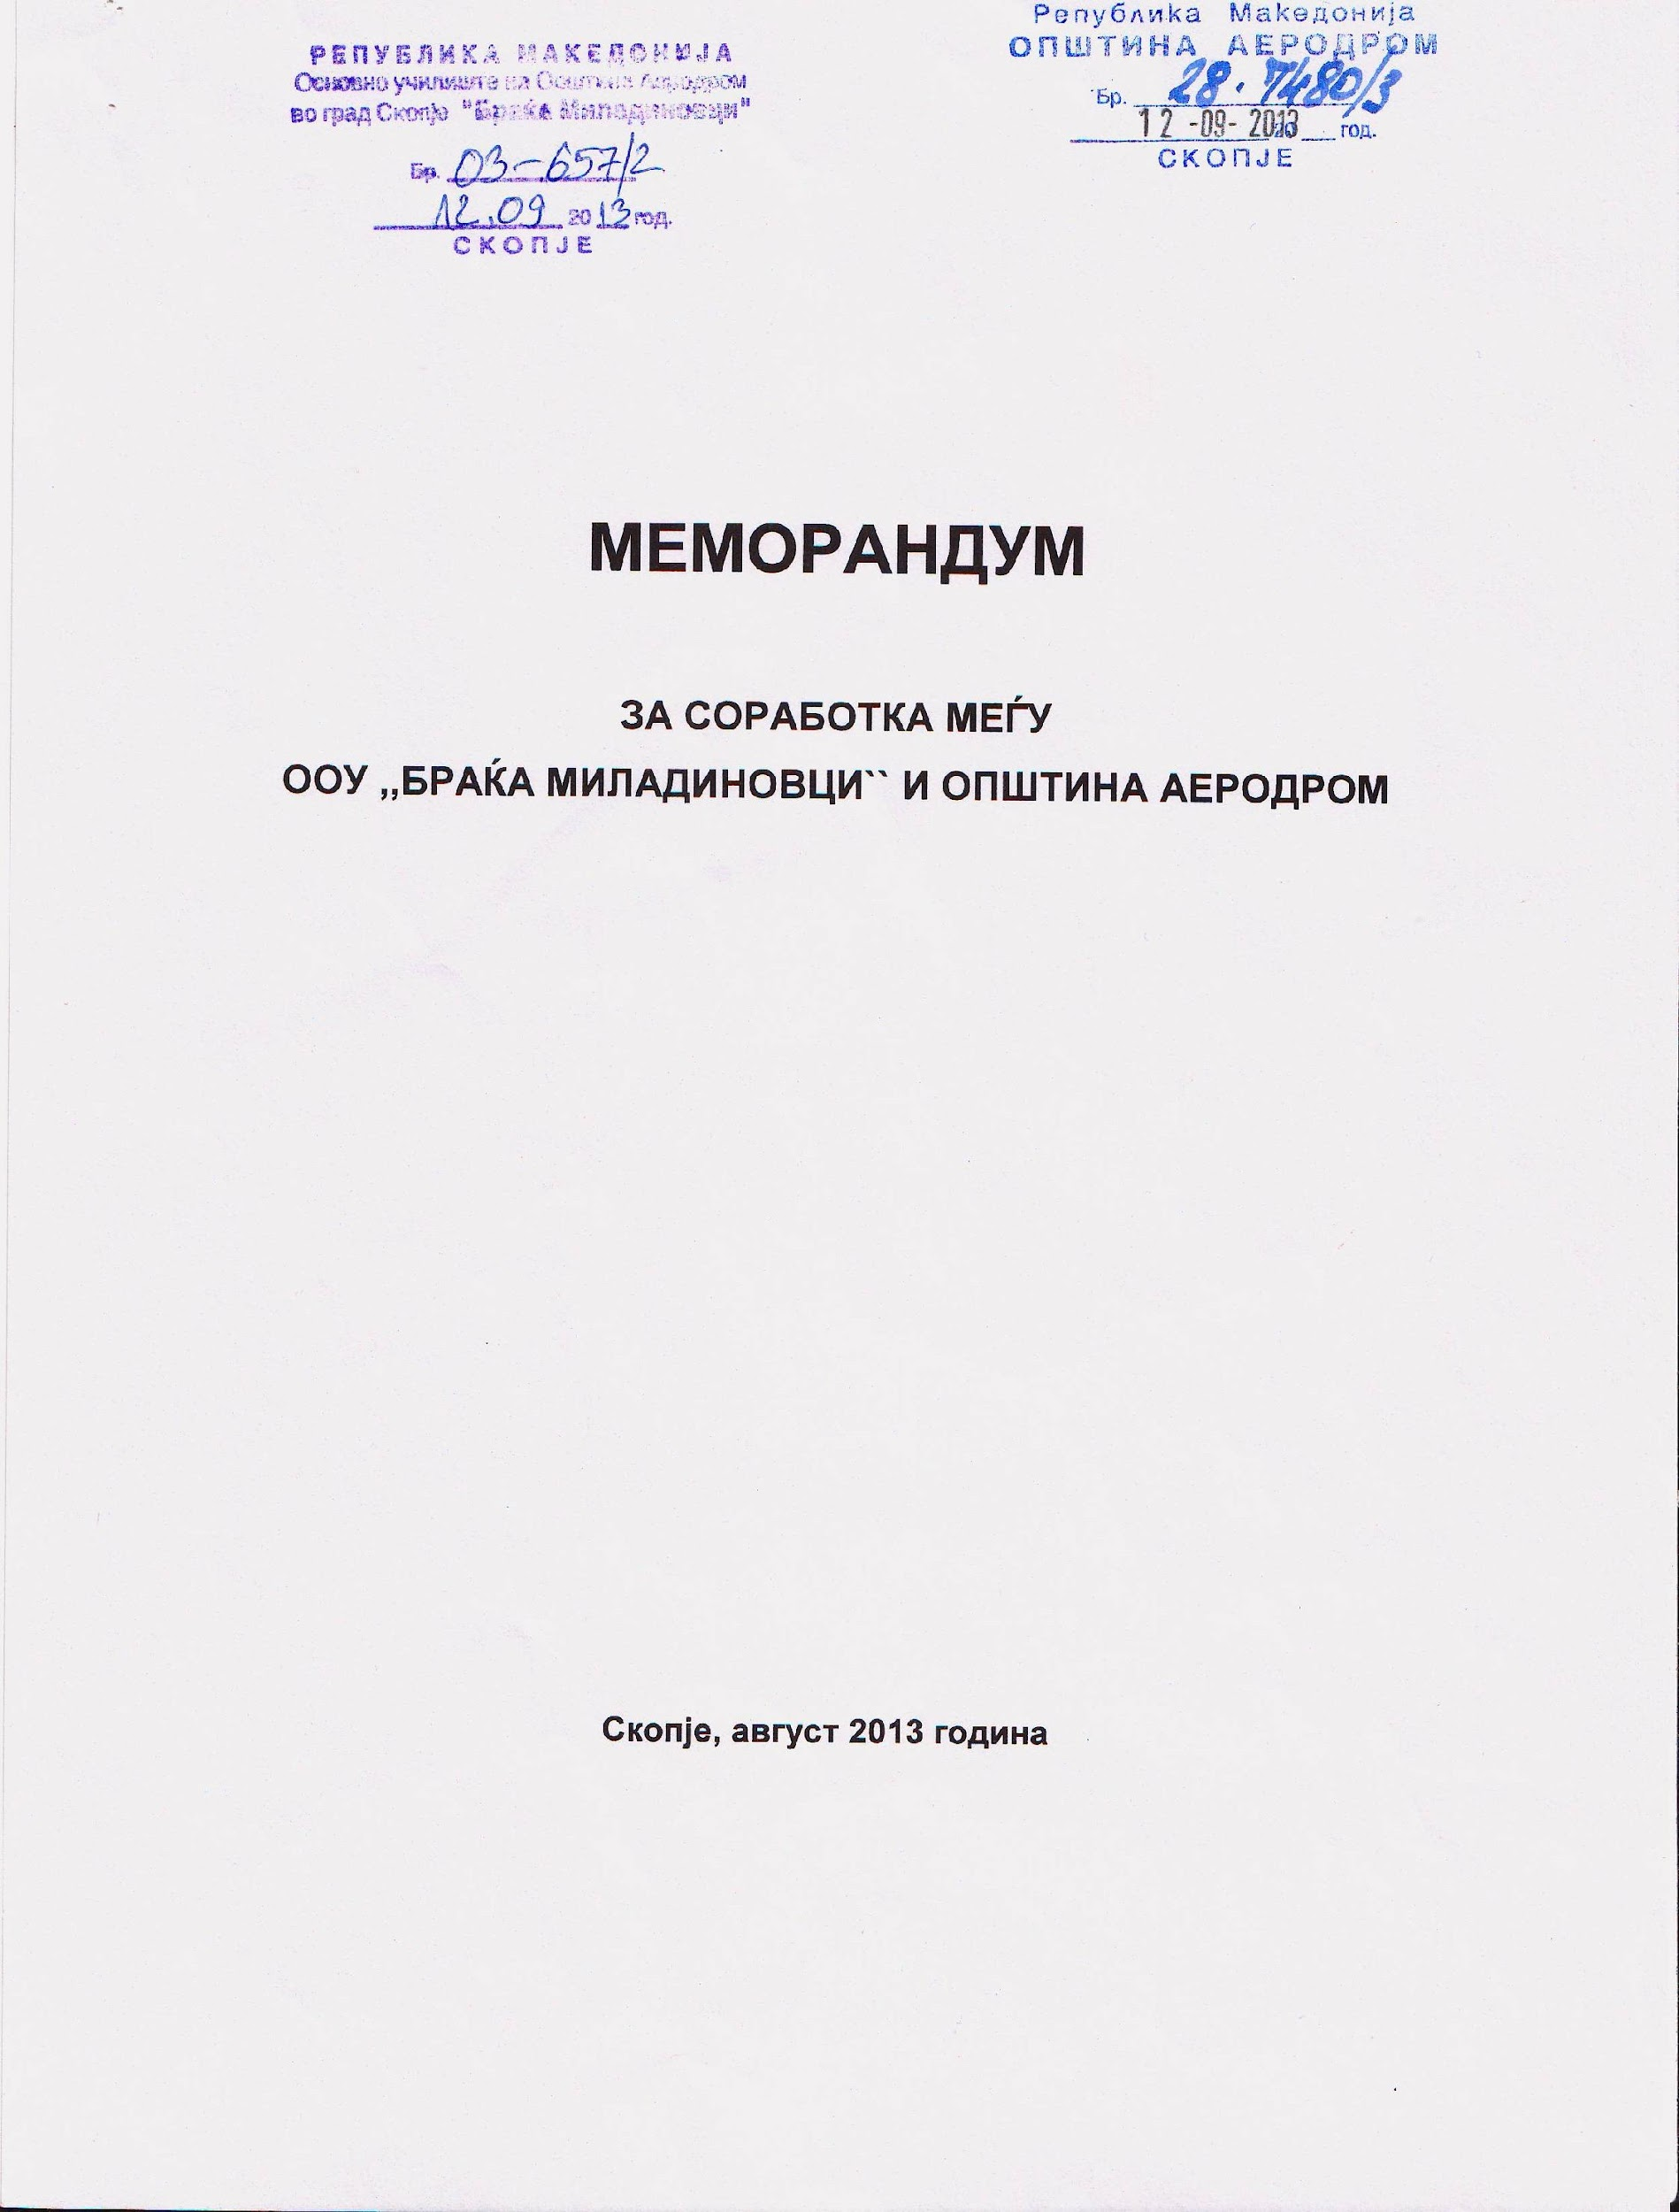 РЕПУБЛИКА МАКЕДОНИЈА
Основно училиште на Општина Аеродром
во град Скопје "Браќа Миладиновци"
Бр. 03-657/2
12.09 2013 год.
СКОПЈЕ
Република Македонија
ОПШТИНА АЕРОДРОМ
Бр. 28.7480/3
12-09-2013 год.
СКОПЈЕ
МЕМОРАНДУМ
ЗА СОРАБОТКА МЕЃУ
ООУ ,,БРАЌА МИЛАДИНОВЦИ`` И ОПШТИНА АЕРОДРОМ
Скопје, август 2013 година